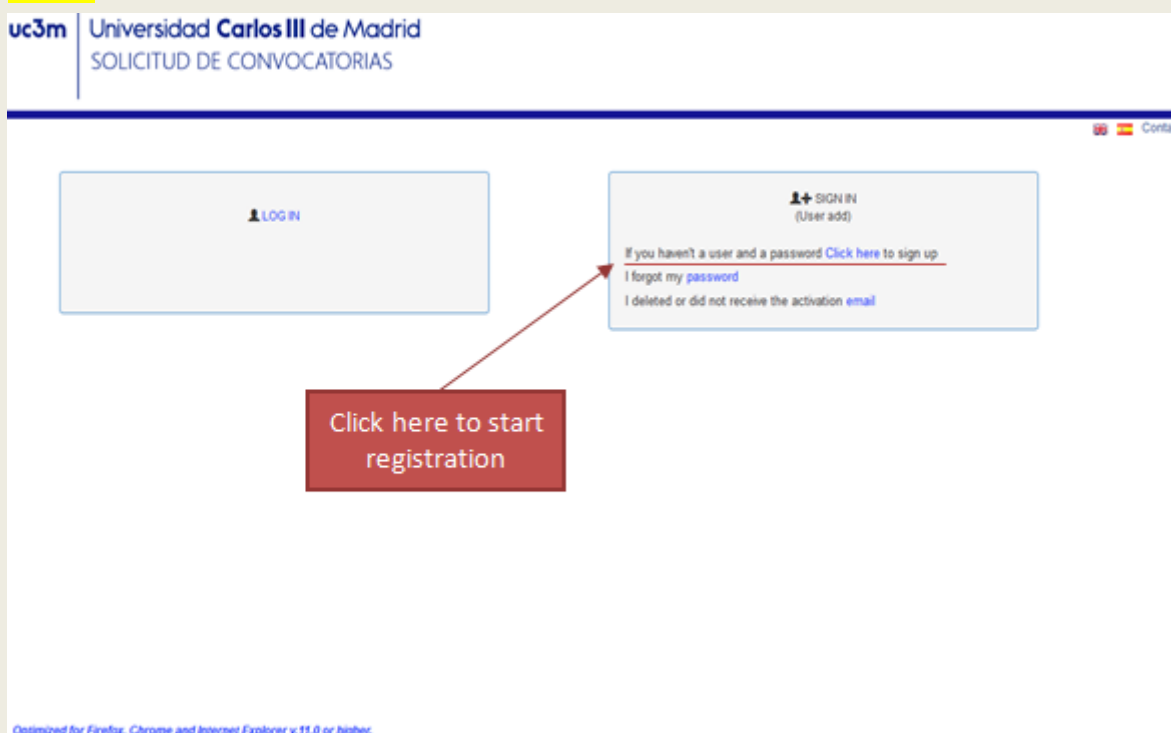 uc3m
Universidad Carlos III de Madrid
SOLICITUD DE CONVOCATORIAS
LOG IN
SIGN IN
(User add)
If you haven't a user and a password Click here to sign up
I forgot my password
I deleted or did not receive the activation email
Click here to start
registration
Optimized for Firefox, Chrome and Internet Explorer v.11.0 or higher.